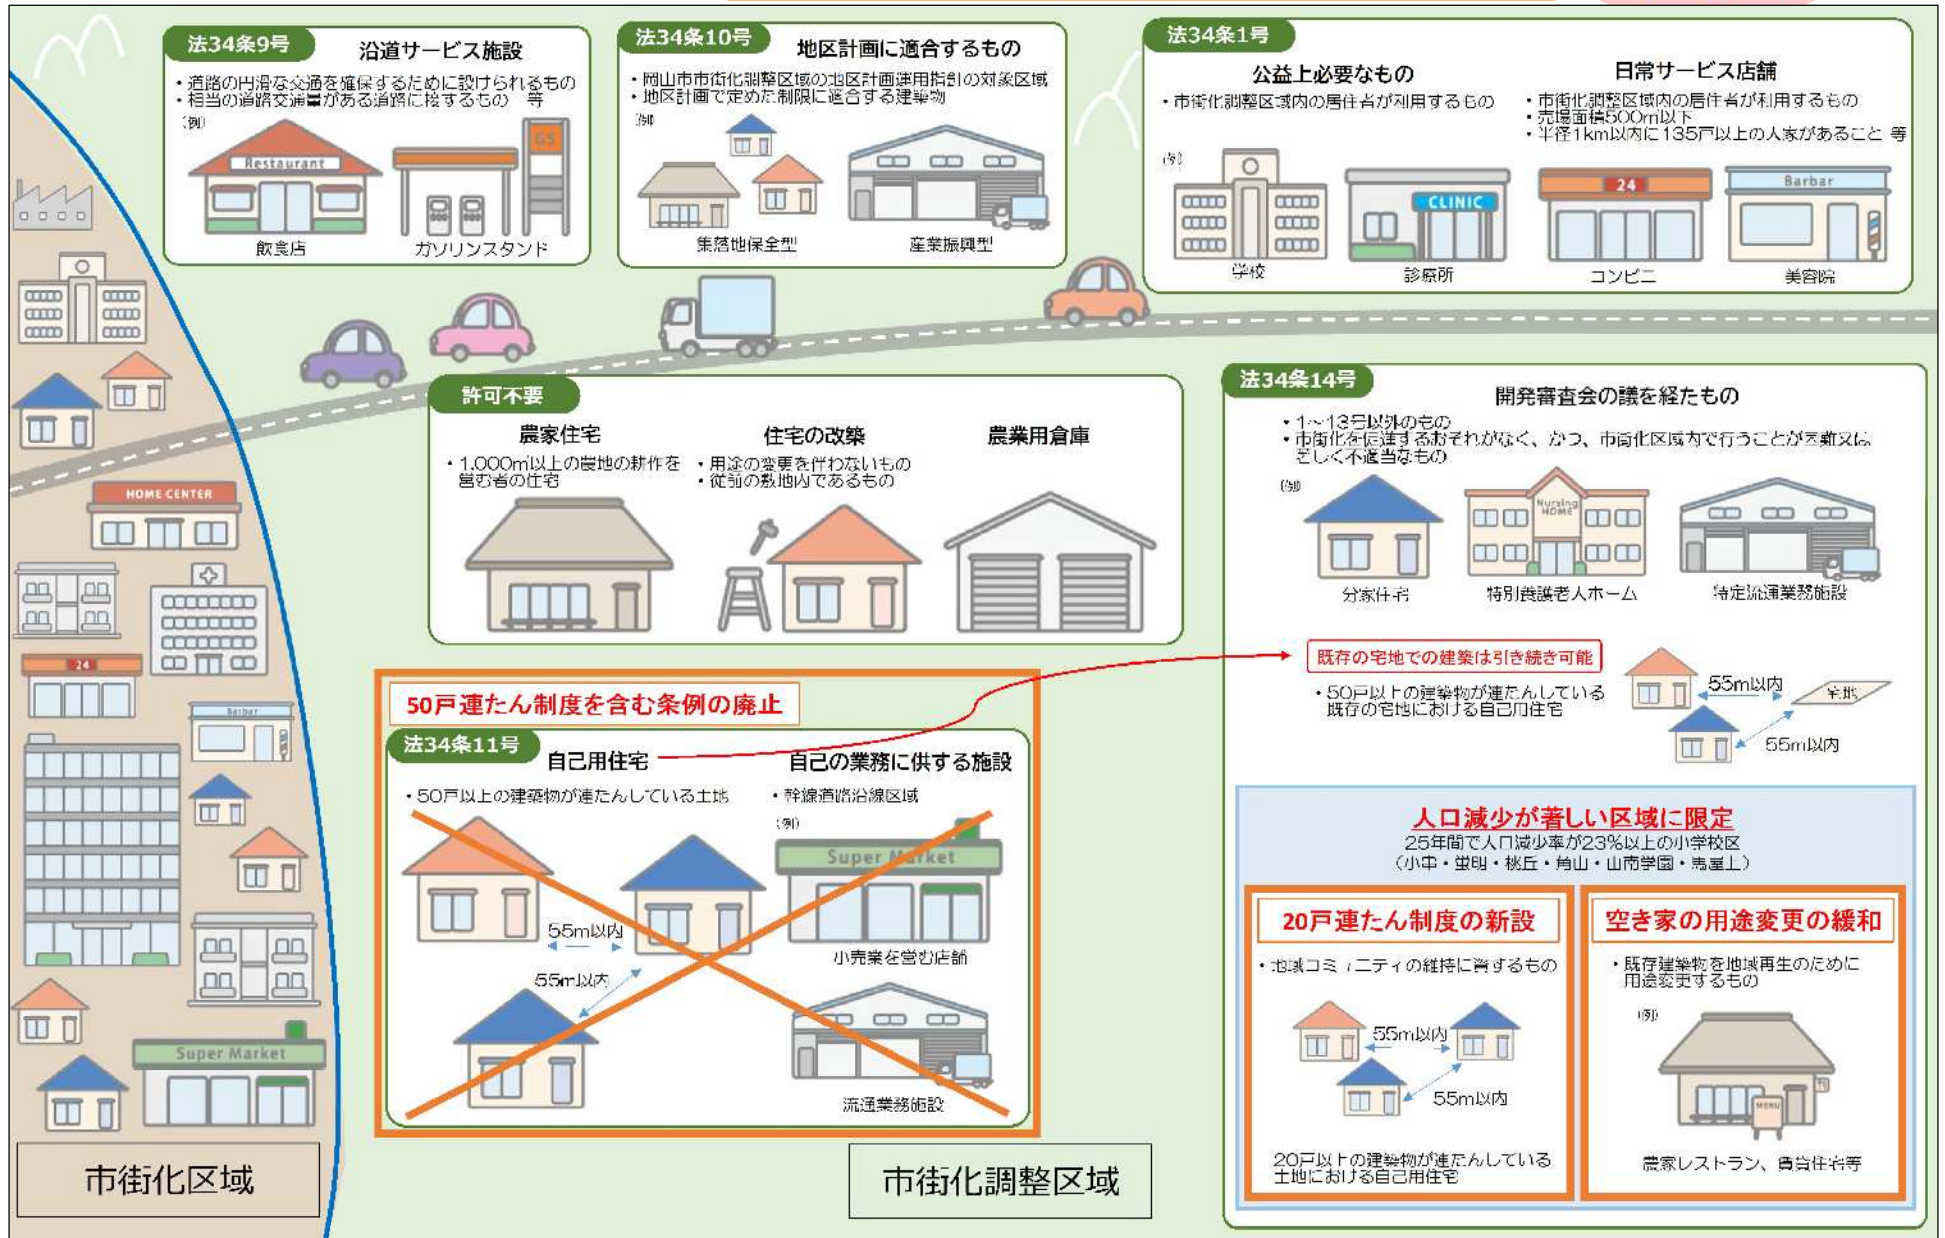 法34条9号
沿道サービス施設
・道路の円滑な交通を確保するために設けられるもの
・相当の道路交通量がある道路に接するもの　等
(例)
Restaurant
GS
飲食店
ガソリンスタンド
法34条10号
地区計画に適合するもの
・岡山市市街化調整区域の地区計画運用指針の対象区域
・地区計画で定めた制限に適合する建築物
(例)
集落地保全型
産業振興型
法34条1号
公益上必要なもの
・市街化調整区域内の居住者が利用するもの
日常サービス店舗
・市街化調整区域内の居住者が利用するもの
・売場面積500㎡以下
・半径1km以内に135戸以上の人家があること 等
(例)
CLINIC
24
Barbar
学校
診療所
コンビニ
美容院
許可不要
農家住宅
・1,000㎡以上の農地の耕作を
営む者の住宅
住宅の改築
・用途の変更を伴わないもの
・従前の敷地内であるもの
農業用倉庫
法34条14号
開発審査会の議を経たもの
・1～13号以外のもの
・市街化を促進するおそれがなく、かつ、市街化区域内で行うことが困難又は
著しく不適当なもの
(例)
Nursing
HOME
分家住宅
特別養護老人ホーム
特定流通業務施設
既存の宅地での建築は引き続き可能
・50戸以上の建築物が連たんしている
既存の宅地における自己用住宅
55m以内
宅地
55m以内
人口減少が著しい区域に限定
25年間で人口減少率が23%以上の小学校区
（小串・蛍明・桃丘・角山・山南学園・馬屋上）
20戸連たん制度の新設
・地域コミュニティの維持に資するもの
55m以内
55m以内
20戸以上の建築物が連たんしている
土地における自己用住宅
空き家の用途変更の緩和
・既存建築物を地域再生のために
用途変更するもの
(例)
MENU
農家レストラン、賃貸住宅等
50戸連たん制度を含む条例の廃止
法34条11号
自己用住宅
・50戸以上の建築物が連たんしている土地
55m以内
55m以内
自己の業務に供する施設
・幹線道路沿線区域
(例)
Super Market
小売業を営む店舗
流通業務施設
HOME CENTER
24
Barbar
Super Market
市街化区域
市街化調整区域